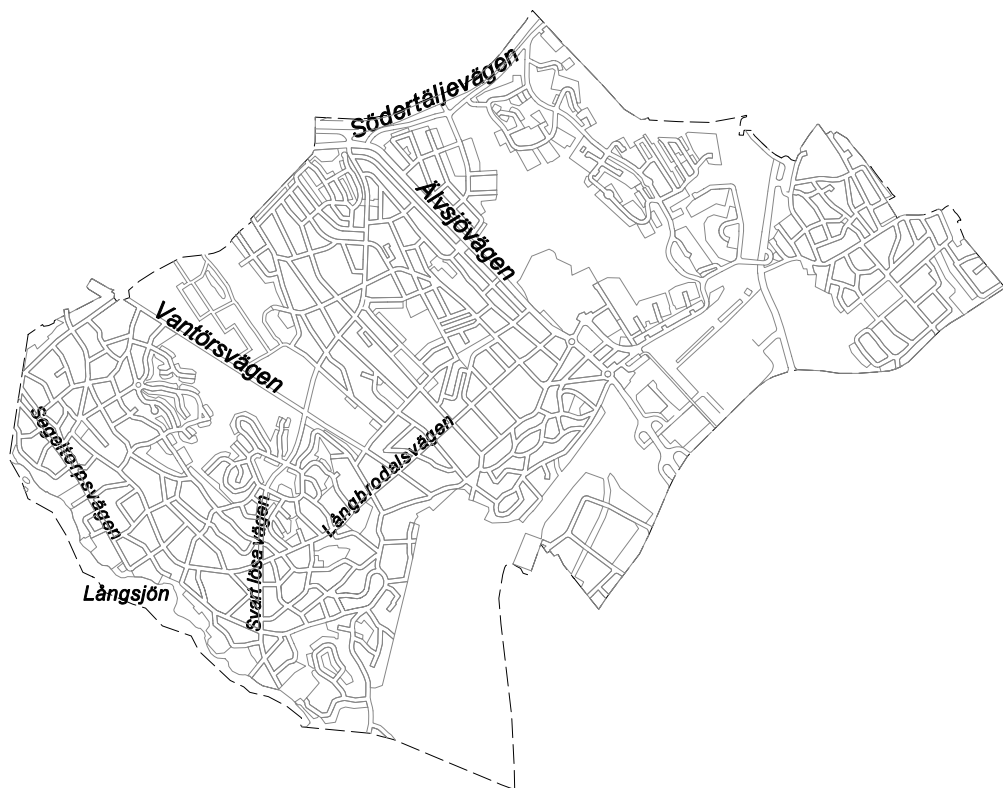 Södertäljevägen
Älvsjövägen
Vantörsvägen
Segeltorpsvägen
Långbrodalsvägen
Svartlösavägen
Långsjön